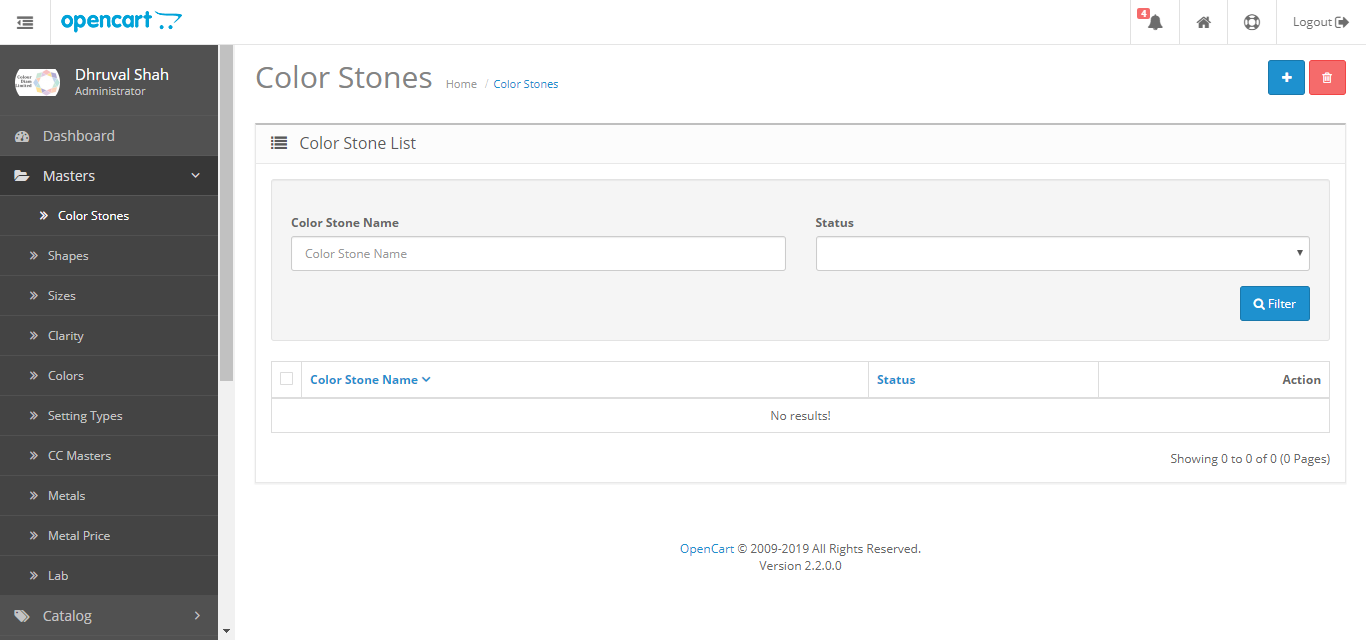 opencart
4
Logout
Dhruval Shah
Administrator
Dashboard
Masters
Color Stones
Shapes
Sizes
Clarity
Colors
Setting Types
CC Masters
Metals
Metal Price
Lab
Catalog
Color Stones
Home / Color Stones
Color Stone List
Color Stone Name
Status
Color Stone Name
Filter
Color Stone Name Status Action
No results!
Showing 0 to 0 of 0 (0 Pages)
OpenCart © 2009-2019 All Rights Reserved.
Version 2.2.0.0